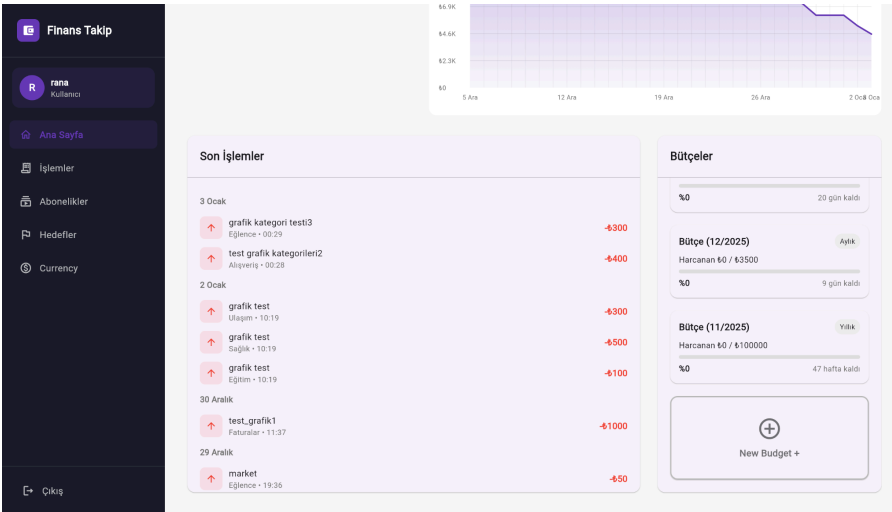 Finans Takip
R
rana
Kullanıcı
Ana Sayfa
İşlemler
Abonelikler
Hedefler
Currency
Çıkış
₺6.9K
₺4.6K
₺2.3K
₺0
5 Ara
12 Ara
19 Ara
26 Ara
2 Oca
Oca
Son İşlemler
3 Ocak
grafik kategori testi3
Eğlence • 00:29
-₺300
test grafik kategorileri2
Alışveriş • 00:28
-₺400
2 Ocak
grafik test
Ulaşım • 10:19
-₺300
grafik test
Sağlık • 10:19
-₺500
grafik test
Eğitim • 10:19
-₺100
30 Aralık
test_grafik1
Faturalar • 11:37
-₺1000
29 Aralık
market
Eğlence • 19:36
-₺50
Bütçeler
%0
20 gün kaldı
Bütçe (12/2025)
Aylık
Harcanan ₺0 / ₺3500
%0
9 gün kaldı
Bütçe (11/2025)
Yıllık
Harcanan ₺0 / ₺100000
%0
47 hafta kaldı
New Budget +